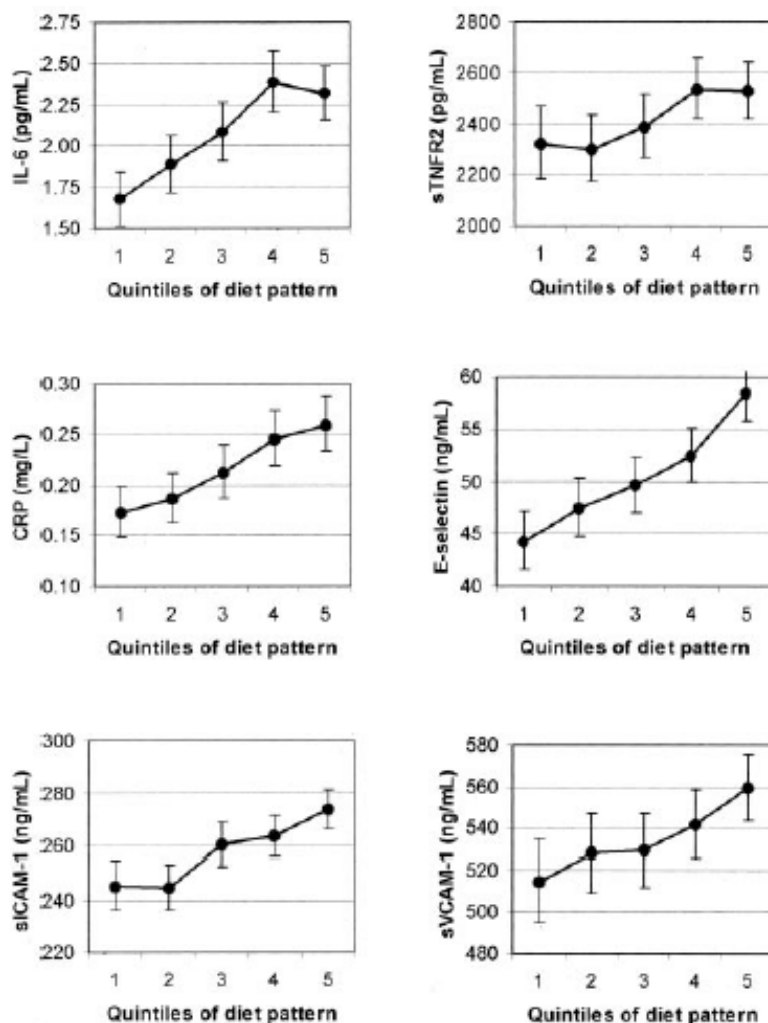 IL-6 (pg/mL)
2.75
2.50
2.25
2.00
1.75
1.50
1 2 3 4 5
Quintiles of diet pattern
sTNFR2 (pg/mL)
2800
2600
2400
2200
2000
1 2 3 4 5
Quintiles of diet pattern
CRP (mg/L)
0.30
0.25
0.20
0.15
0.10
1 2 3 4 5
Quintiles of diet pattern
E-selectin (ng/mL)
60
55
50
45
40
1 2 3 4 5
Quintiles of diet pattern
sICAM-1 (ng/mL)
300
280
260
240
220
1 2 3 4 5
Quintiles of diet pattern
sVCAM-1 (ng/mL)
580
560
540
520
500
480
1 2 3 4 5
Quintiles of diet pattern